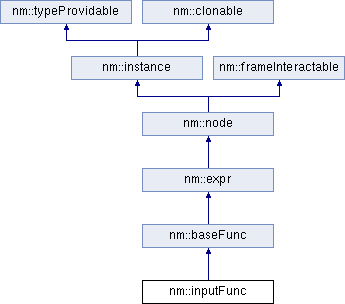 nm::typeProvidable
nm::clonable
nm::instance
nm::frameInteractable
nm::node
nm::expr
nm::baseFunc
nm::inputFunc